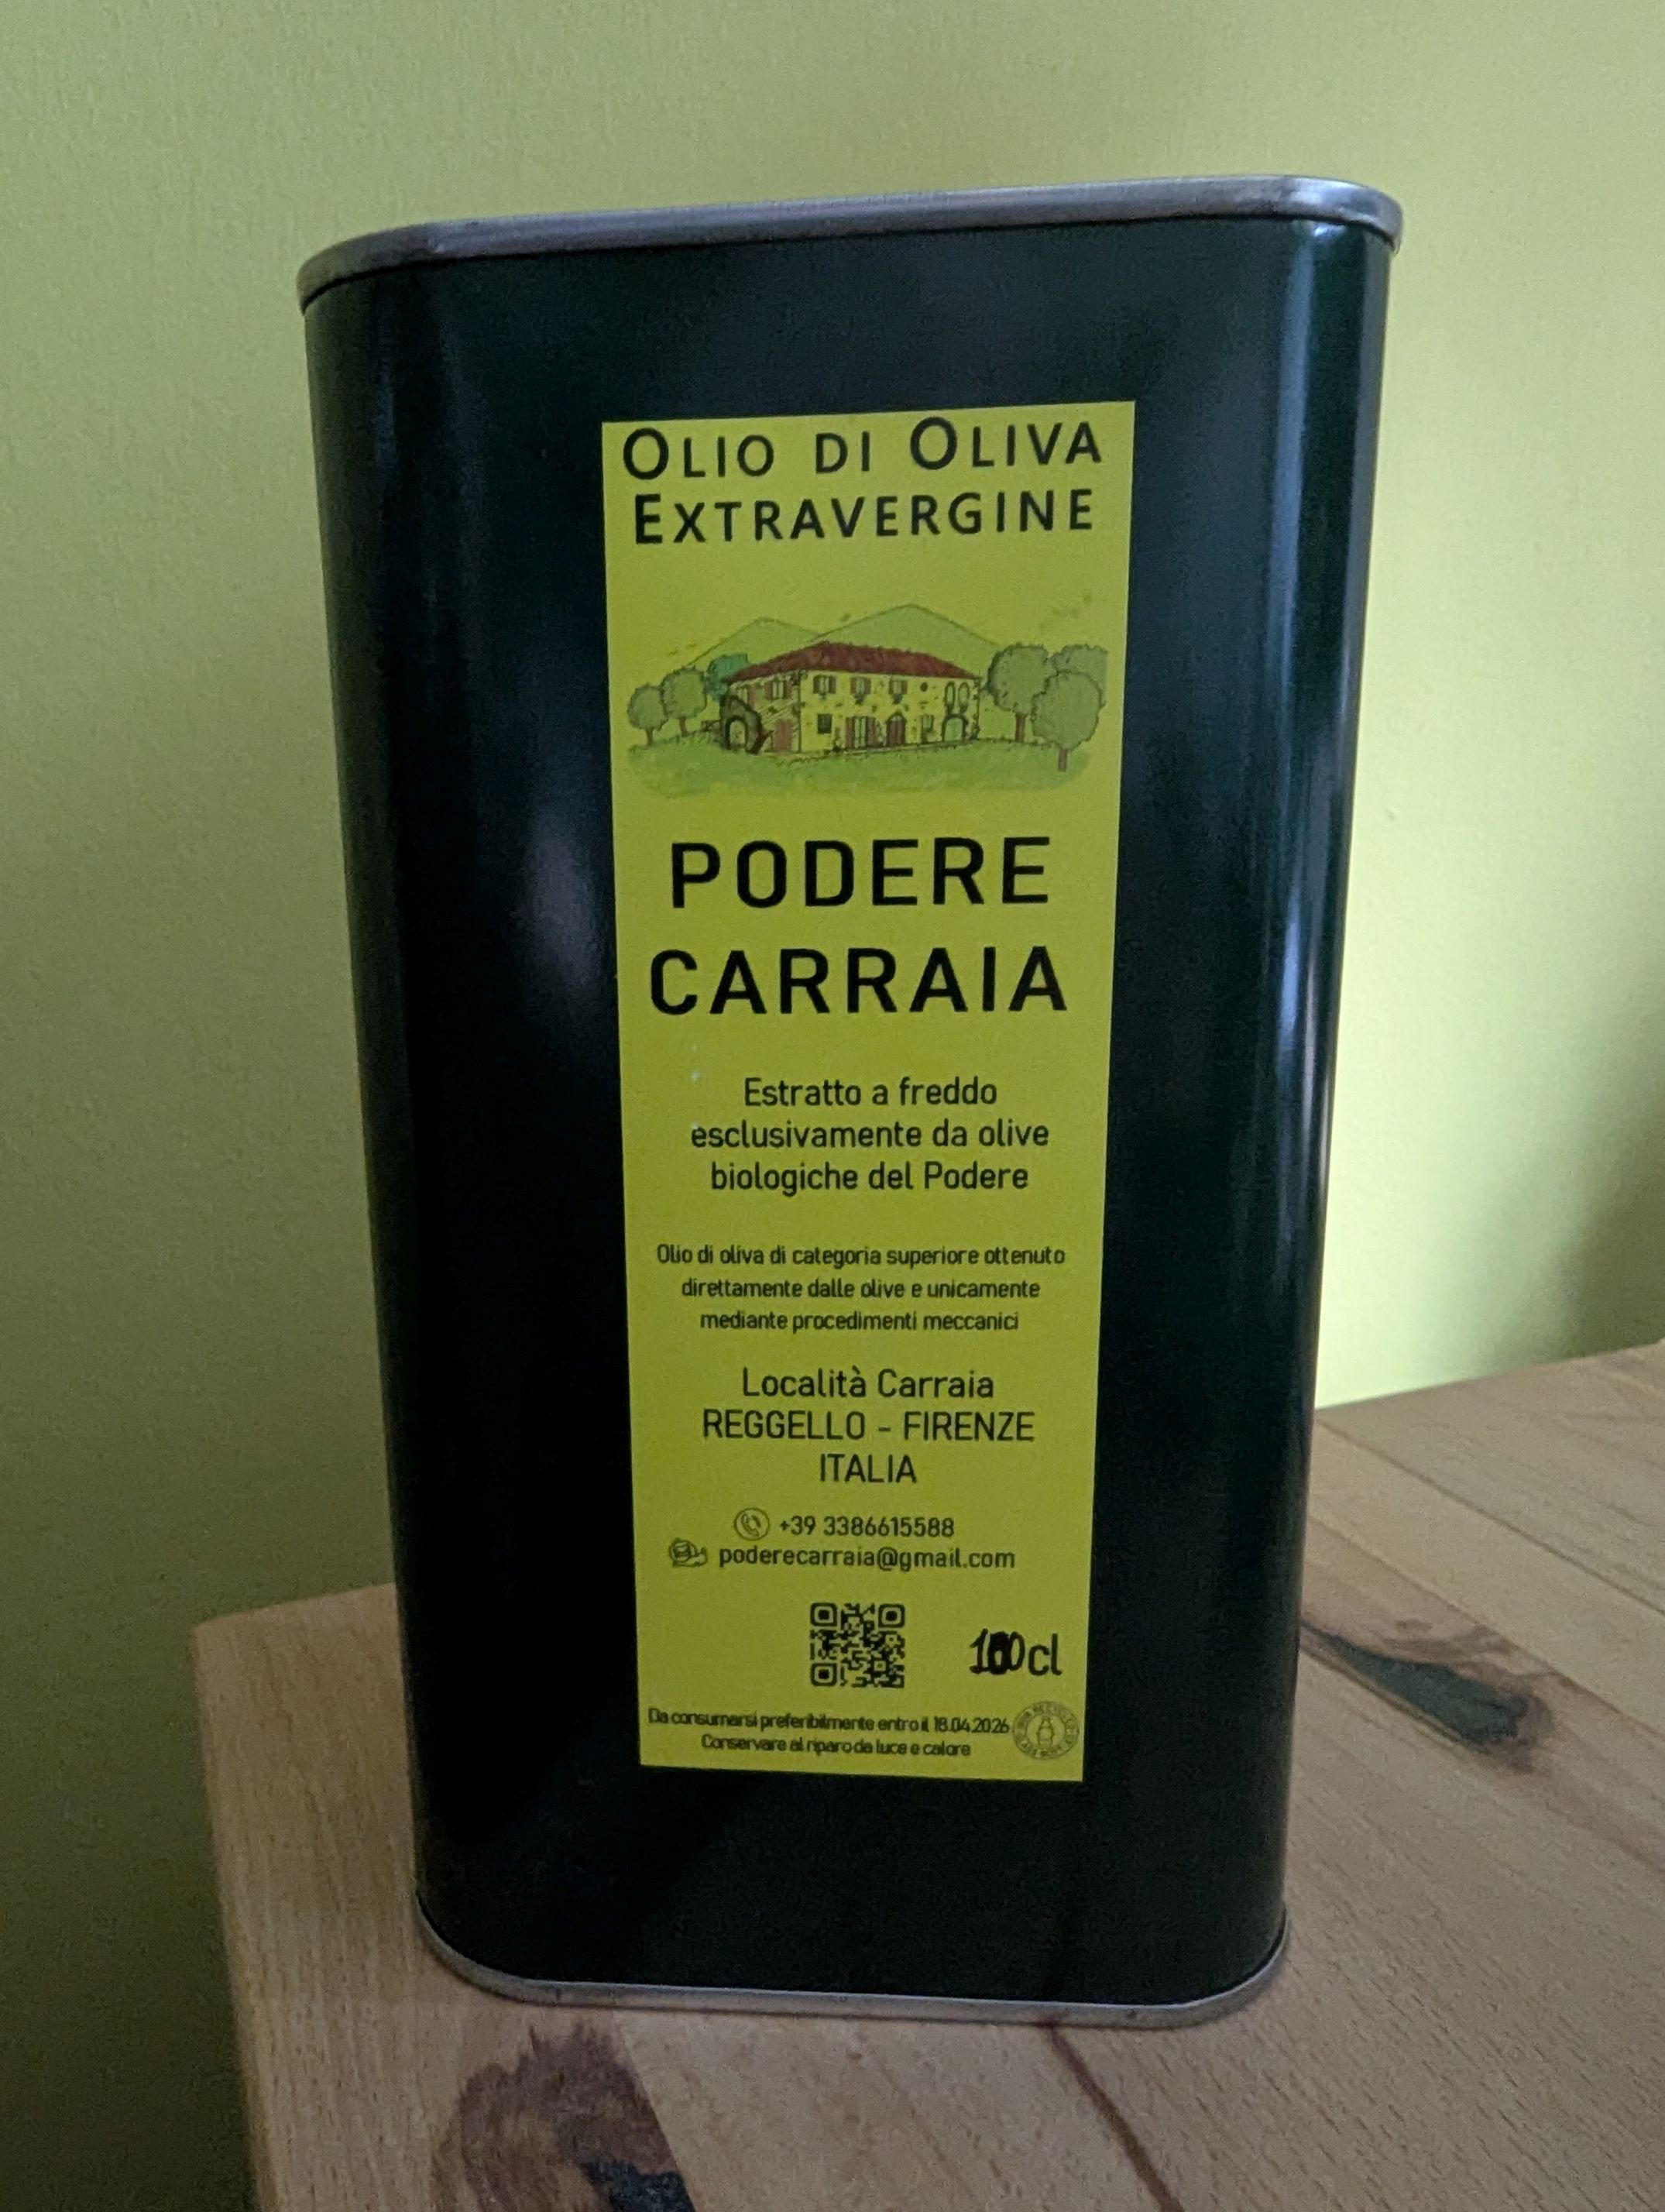 OLIO DI OLIVA
EXTRAVERGINE
PODERE
CARRAIA
Estratto a freddo
esclusivamente da olive
biologiche del Podere
Olio di oliva di categoria superiore ottenuto
direttamente dalle olive e unicamente
mediante procedimenti meccanici
Località Carraia
REGGELLO - FIRENZE
ITALIA
+39 3386615588
poderecarraia@gmail.com
100cl
Da consumarsi preferibilmente entro il 18.04.2026
Conservare al riparo da luce e calore